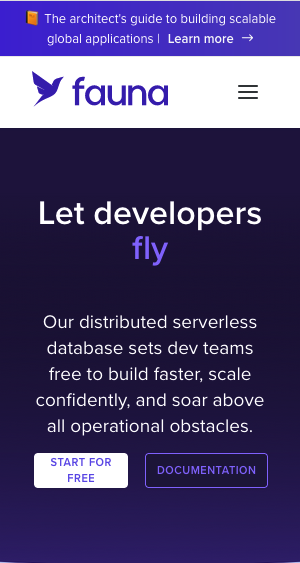 The architect's guide to building scalable
global applications | Learn more →
fauna
Let developers
fly
Our distributed serverless
database sets dev teams
free to build faster, scale
confidently, and soar above
all operational obstacles.
START FOR
FREE
DOCUMENTATION